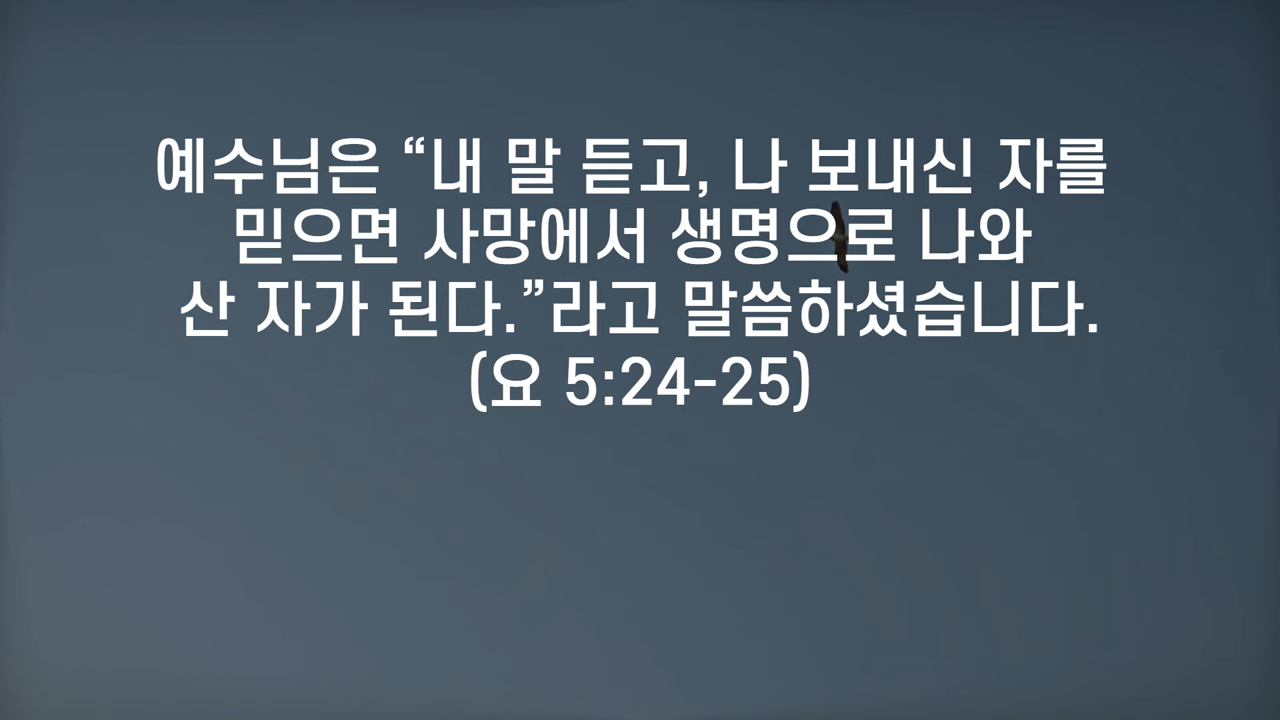 예수님은 “내 말 듣고, 나 보내신 자를
믿으면 사망에서 생명으로 나와
산 자가 된다.”라고 말씀하셨습니다.
(요 5:24-25)